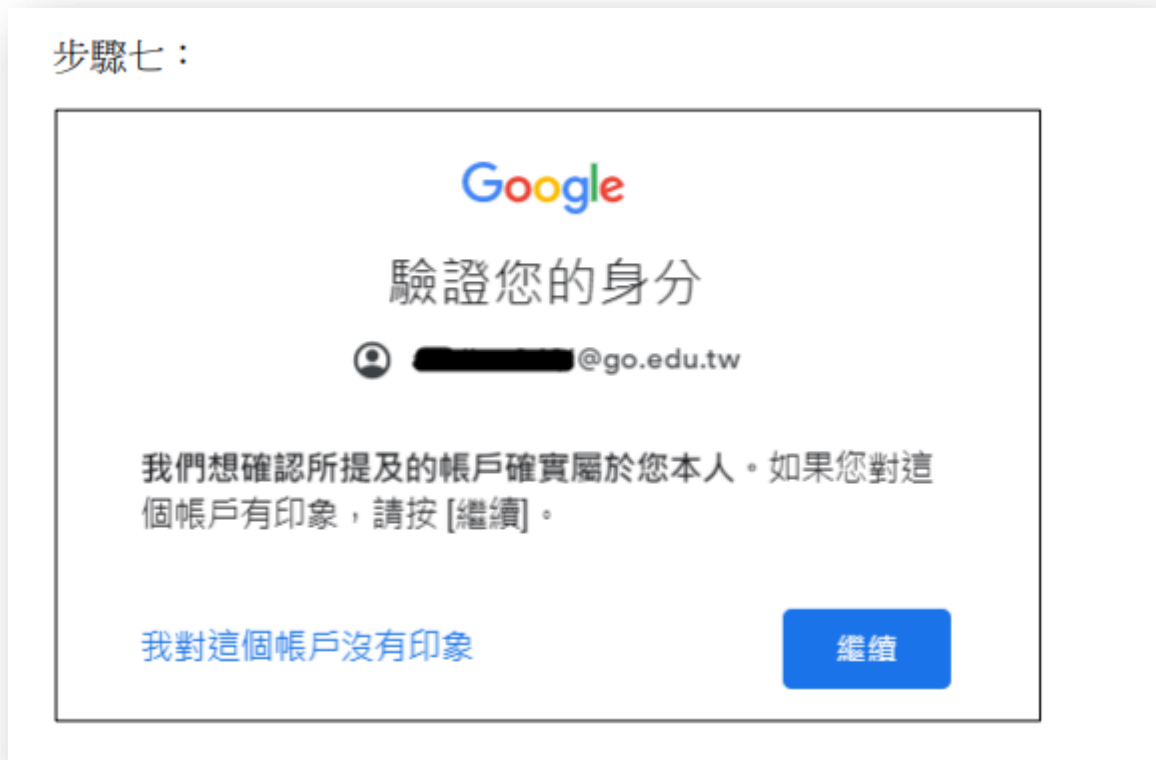 步驟七：
Google
驗證您的身分
@go.edu.tw
我們想確認所提及的帳戶確實屬於您本人。如果您對這
個帳戶有印象，請按 [繼續]。
我對這個帳戶沒有印象
繼續